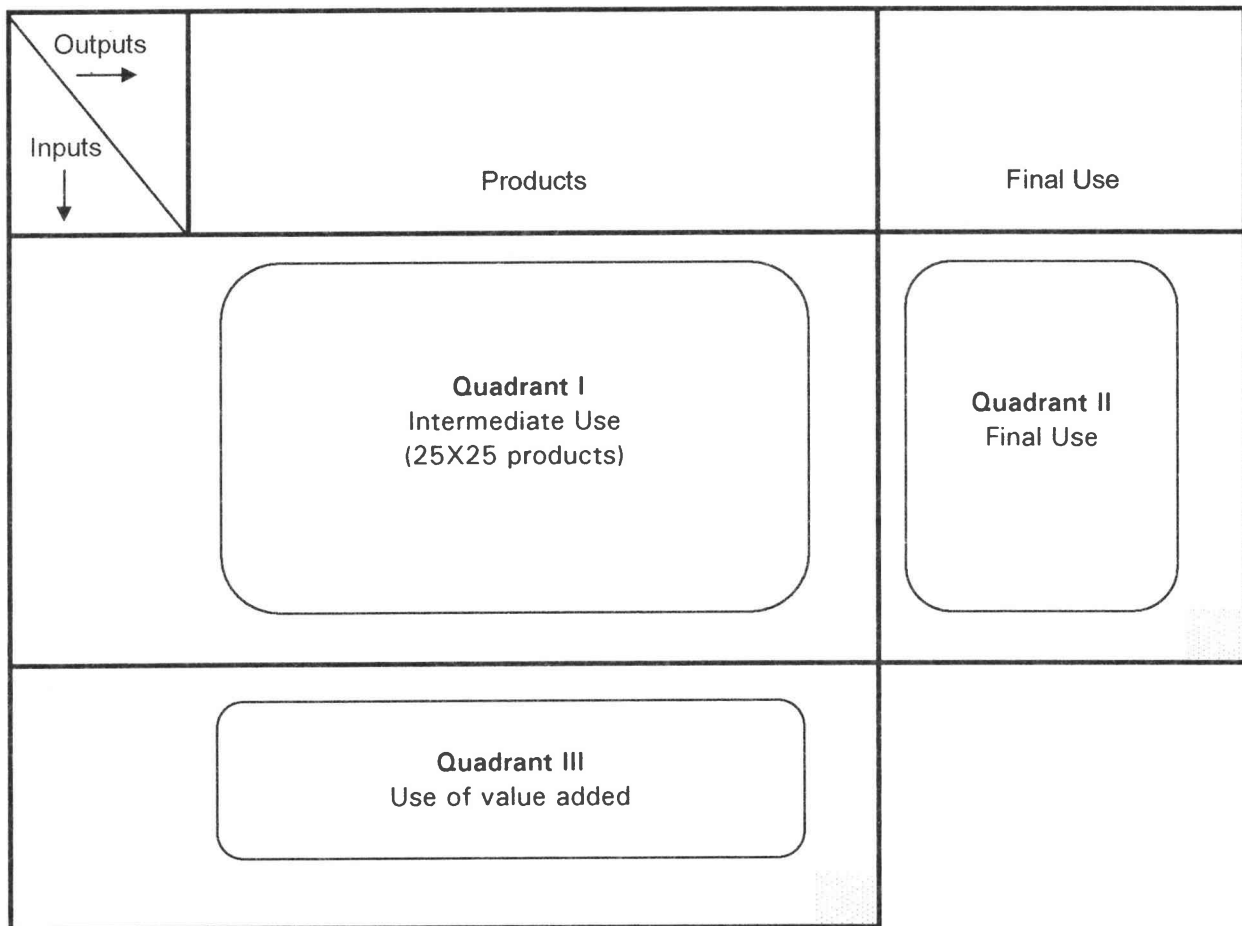 Outputs
Inputs
Products
Final Use
Quadrant I
Intermediate Use
(25X25 products)
Quadrant II
Final Use
Quadrant III
Use of value added